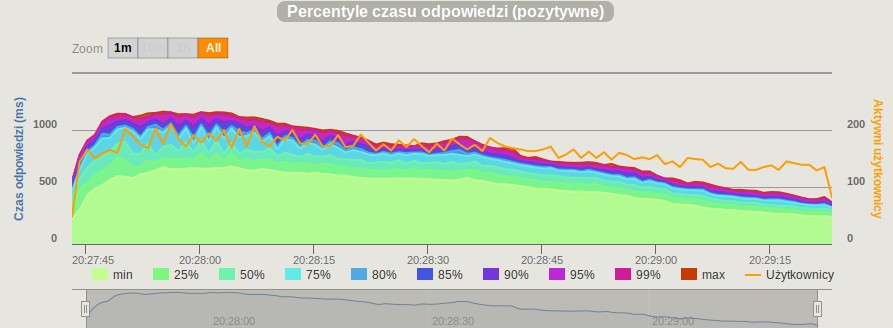 Percentyle czasu odpowiedzi (pozytywne)
Zoom 1m 10m 1h All
Czas odpowiedzi (ms)
1000
500
0
Aktywni użytkownicy
200
100
0
20:27:45 20:28:00 20:28:15 20:28:30 20:28:45 20:29:00 20:29:15
min 25% 50% 75% 80% 85% 90% 95% 99% max Użytkownicy
20:28:00 20:28:30 20:29:00